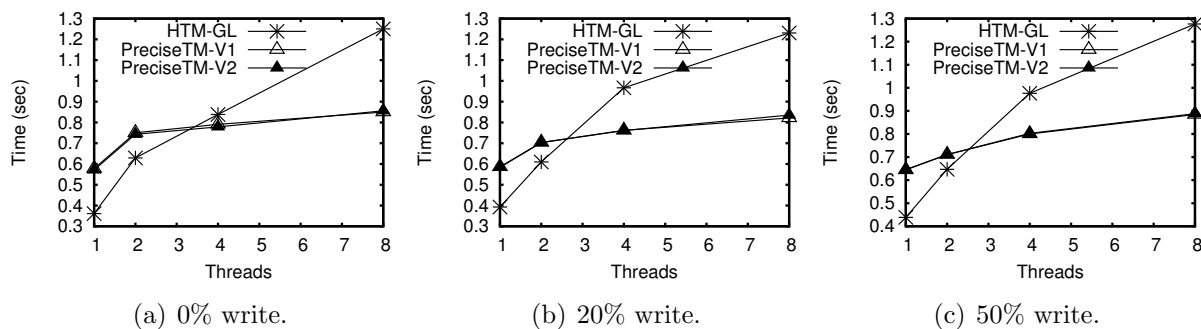 1.3
1.2
1.1
1
0.9
0.8
0.7
0.6
0.5
0.4
0.3
Time (sec)
HTM-GL
PreciseTM-V1
PreciseTM-V2
1 2 3 4 5 6 7 8
Threads
(a) 0% write.
1.3
1.2
1.1
1
0.9
0.8
0.7
0.6
0.5
0.4
0.3
Time (sec)
HTM-GL
PreciseTM-V1
PreciseTM-V2
1 2 3 4 5 6 7 8
Threads
(b) 20% write.
1.3
1.2
1.1
1
0.9
0.8
0.7
0.6
0.5
0.4
Time (sec)
HTM-GL
PreciseTM-V1
PreciseTM-V2
1 2 3 4 5 6 7 8
Threads
(c) 50% write.